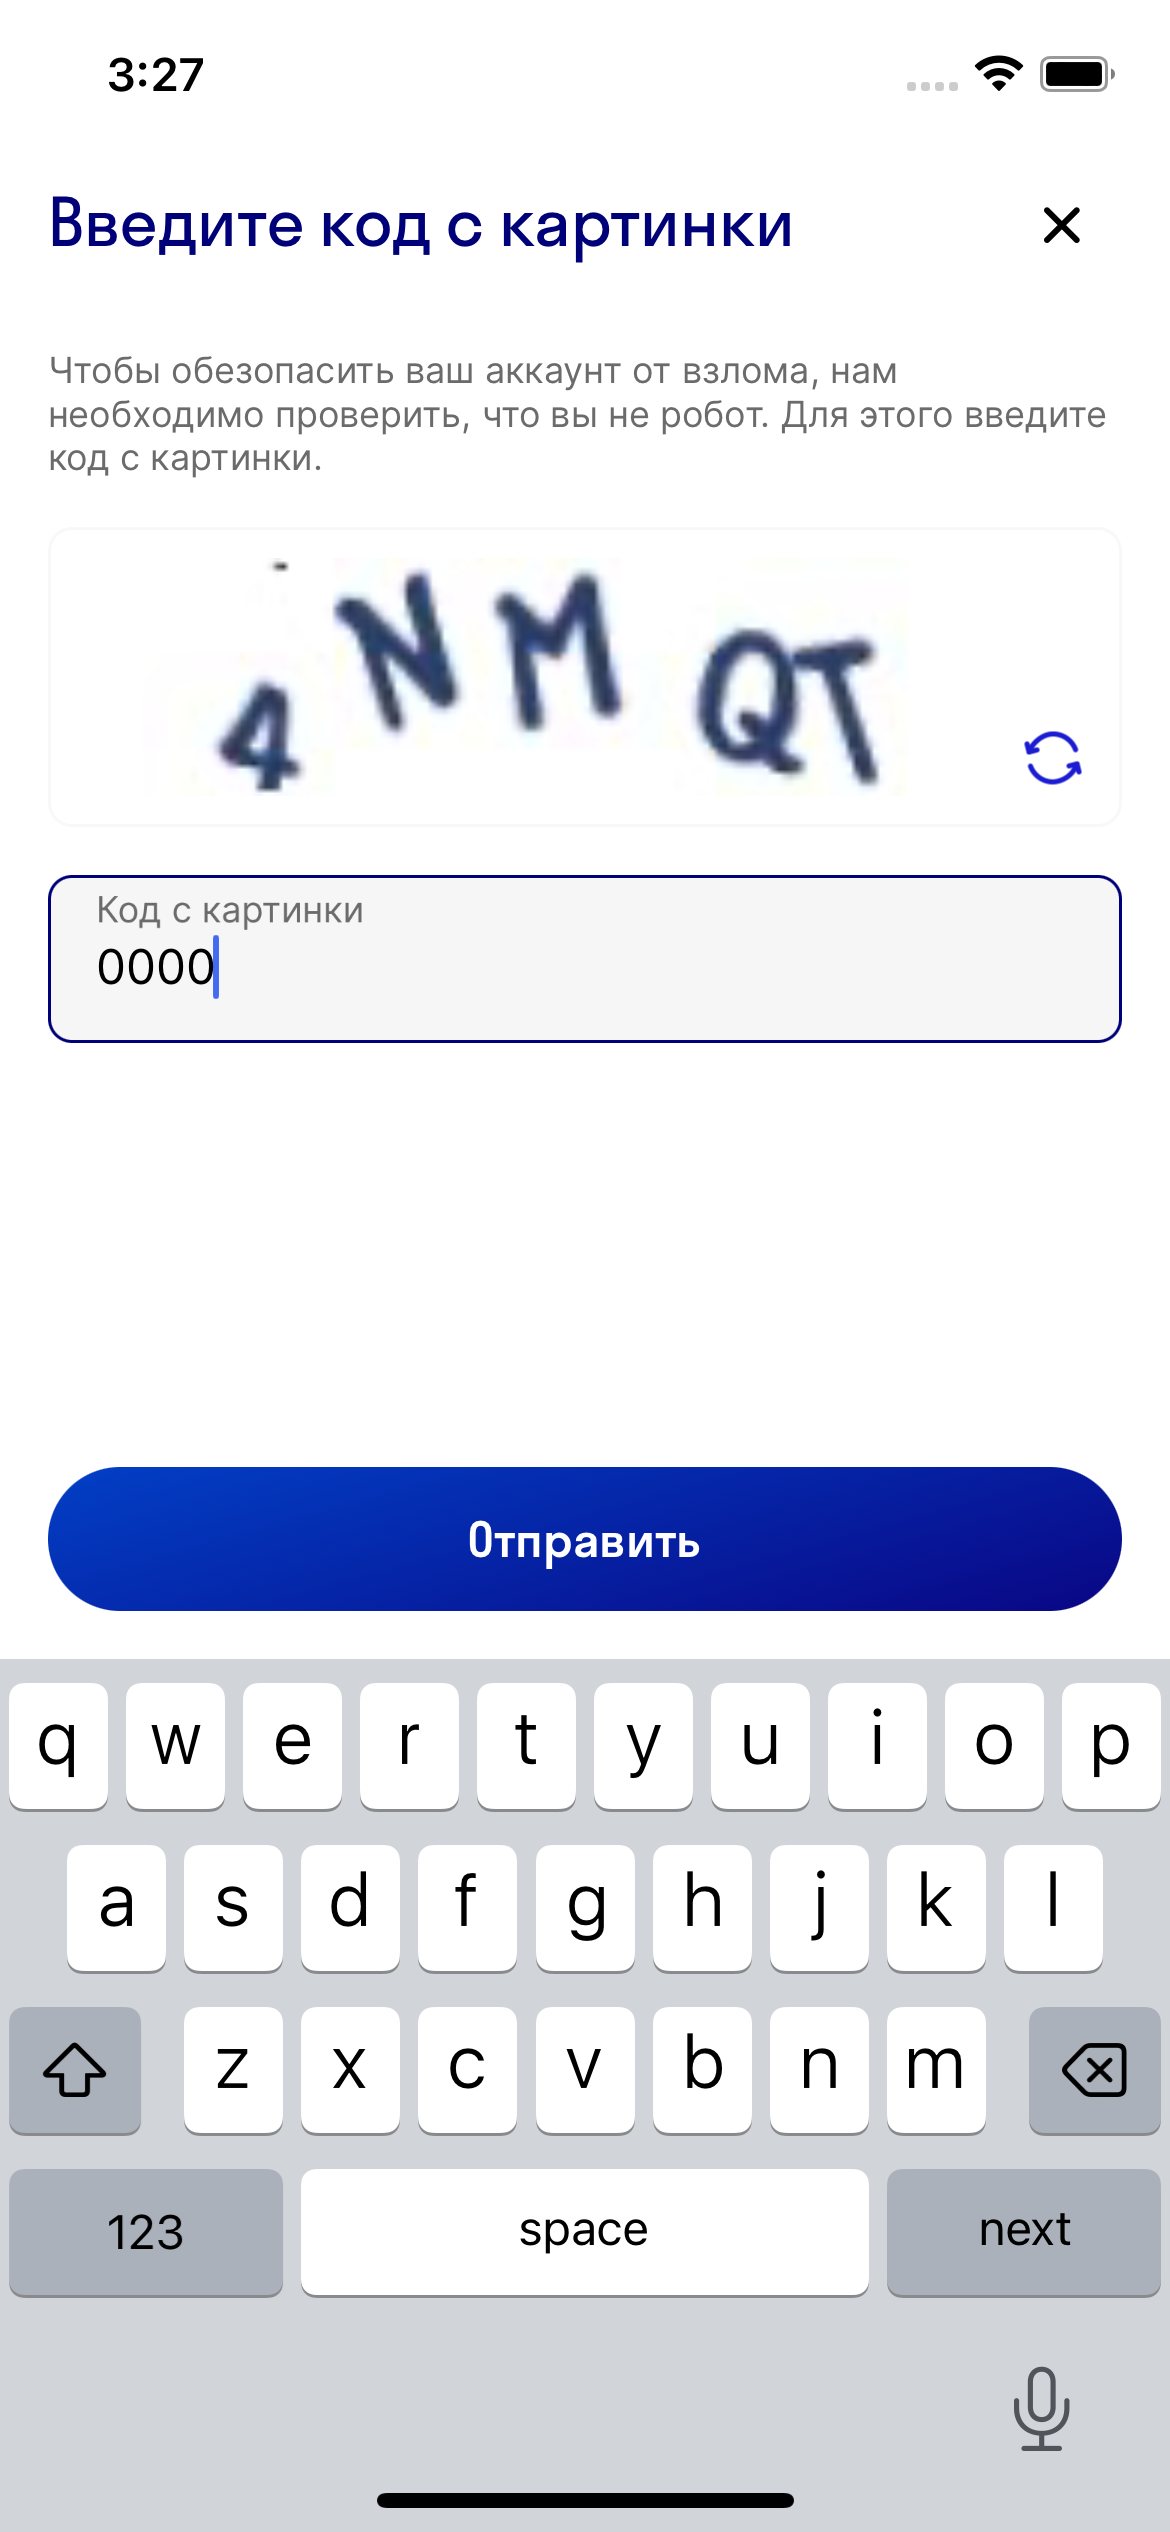 3:27
Введите код с картинки
Чтобы обезопасить ваш аккаунт от взлома, нам
необходимо проверить, что вы не робот. Для этого введите
код с картинки.
4NMQT
Код с картинки
0000
Отправить
q w e r t y u i o p
a s d f g h j k l
z x c v b n m
123 space next